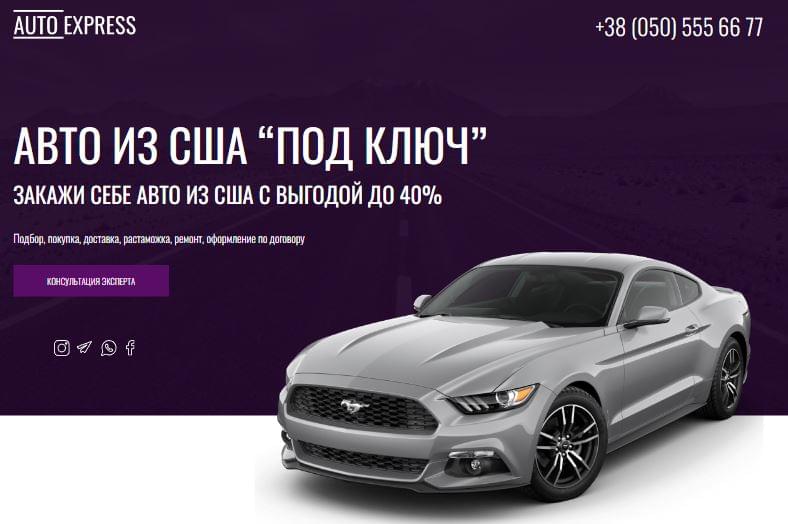 AUTO EXPRESS
+38 (050) 555 66 77
АВТО ИЗ США “ПОД КЛЮЧ”
ЗАКАЖИ СЕБЕ АВТО ИЗ США С ВЫГОДОЙ ДО 40%
Подбор, покупка, доставка, растаможка, ремонт, оформление по договору
КОНСУЛЬТАЦИЯ ЭКСПЕРТА